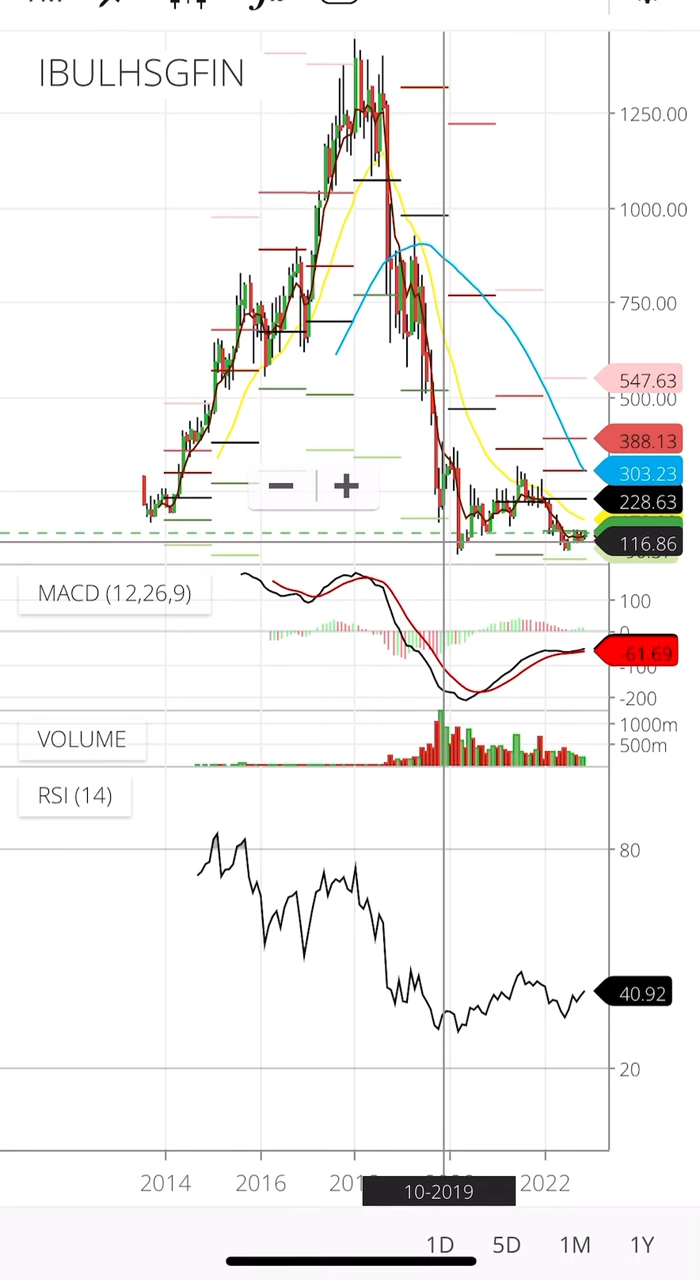 IBULHSGFIN
1250.00
1000.00
750.00
547.63
500.00
388.13
303.23
228.63
116.86
MACD (12,26,9)
100
0
-61.69
-100
-200
VOLUME
1000m
500m
RSI (14)
80
40.92
20
2014 2016 2022
10-2019
1D 5D 1M 1Y